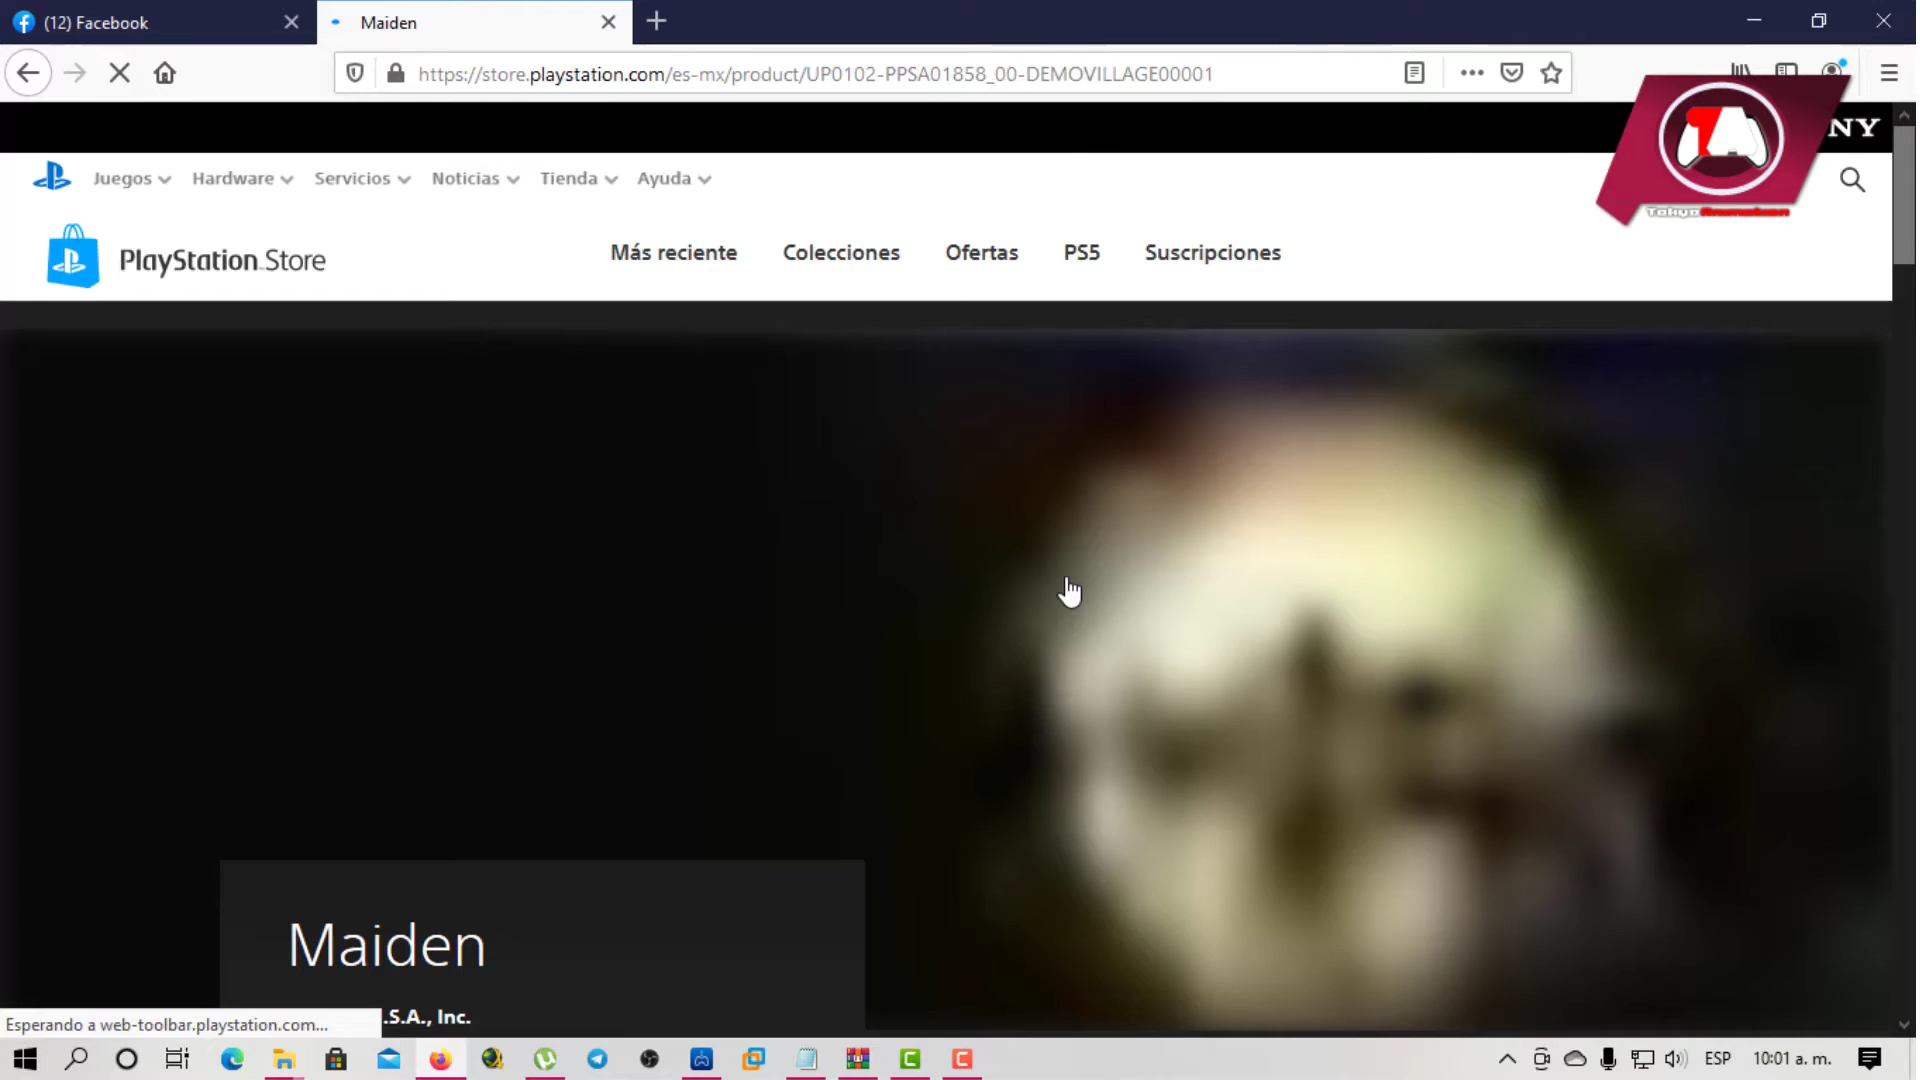 (12) Facebook
Maiden
https://store.playstation.com/es-mx/product/UP0102-PPSA01858_00-DEMOVILLAGE00001
NY
Juegos
Hardware
Servicios
Noticias
Tienda
Ayuda
PlayStation Store
Más reciente
Colecciones
Ofertas
PS5
Suscripciones
Maiden
.S.A., Inc.
Esperando a web-toolbar.playstation.com...
ESP
10:01 a. m.